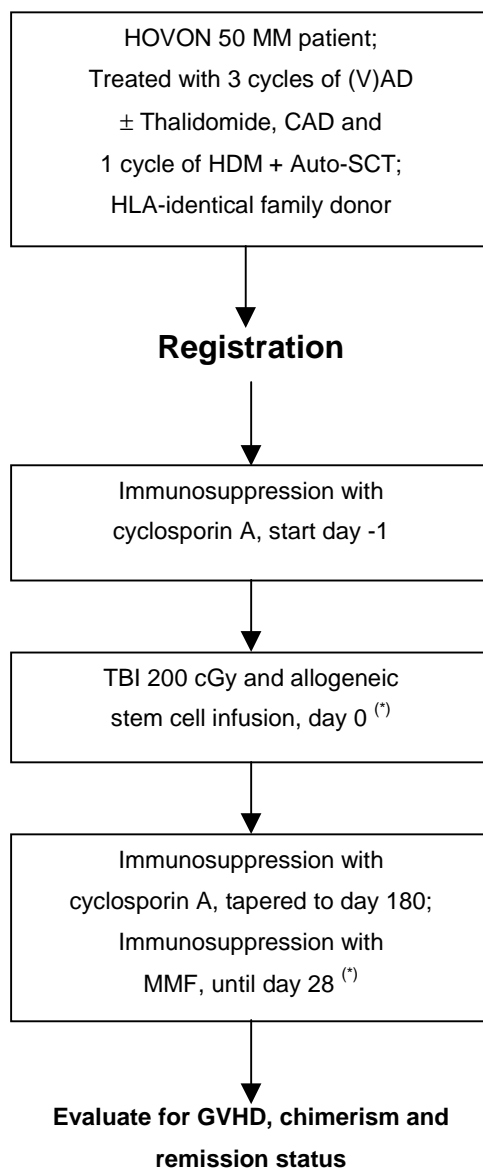 HOVON 50 MM patient;
Treated with 3 cycles of (V)AD
± Thalidomide, CAD and
1 cycle of HDM + Auto-SCT;
HLA-identical family donor
Registration
Immunosuppression with
cyclosporin A, start day -1
TBI 200 cGy and allogeneic
stem cell infusion, day 0 (*)
Immunosuppression with
cyclosporin A, tapered to day 180;
Immunosuppression with
MMF, until day 28 (*)
Evaluate for GVHD, chimerism and
remission status